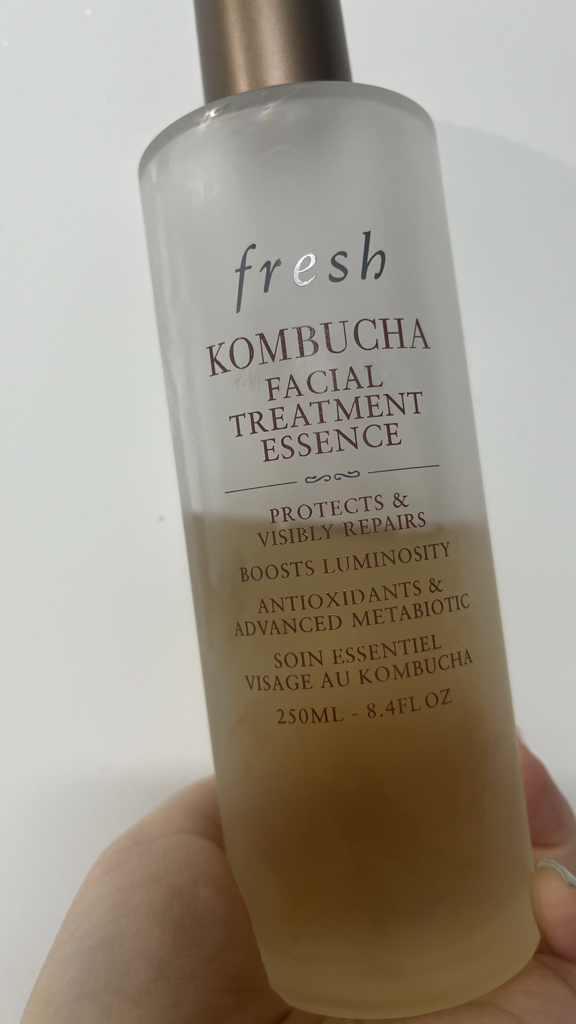 fresh
KOMBUCHA
FACIAL
TREATMENT
ESSENCE
PROTECTS &
VISIBLY REPAIRS
BOOSTS LUMINOSITY
ANTIOXIDANTS &
ADVANCED METABIOTIC
SOIN ESSENTIEL
VISAGE AU KOMBUCHA
250ML - 8.4FL OZ